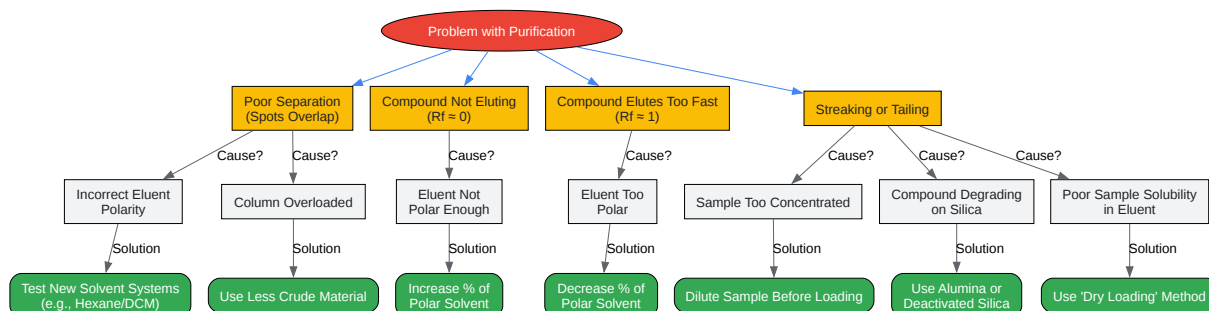 Problem with Purification
Poor Separation
(Spots Overlap)
Compound Not Eluting
(Rf ≈ 0)
Compound Elutes Too Fast
(Rf ≈ 1)
Streaking or Tailing
Cause?
Cause?
Cause?
Cause?
Cause?
Cause?
Cause?
Incorrect Eluent
Polarity
Column Overloaded
Eluent Not
Polar Enough
Eluent Too
Polar
Sample Too Concentrated
Compound Degrading
on Silica
Poor Sample Solubility
in Eluent
Solution
Solution
Solution
Solution
Solution
Solution
Solution
Test New Solvent Systems
(e.g., Hexane/DCM)
Use Less Crude Material
Increase % of
Polar Solvent
Decrease % of
Polar Solvent
Dilute Sample Before Loading
Use Alumina or
Deactivated Silica
Use 'Dry Loading' Method